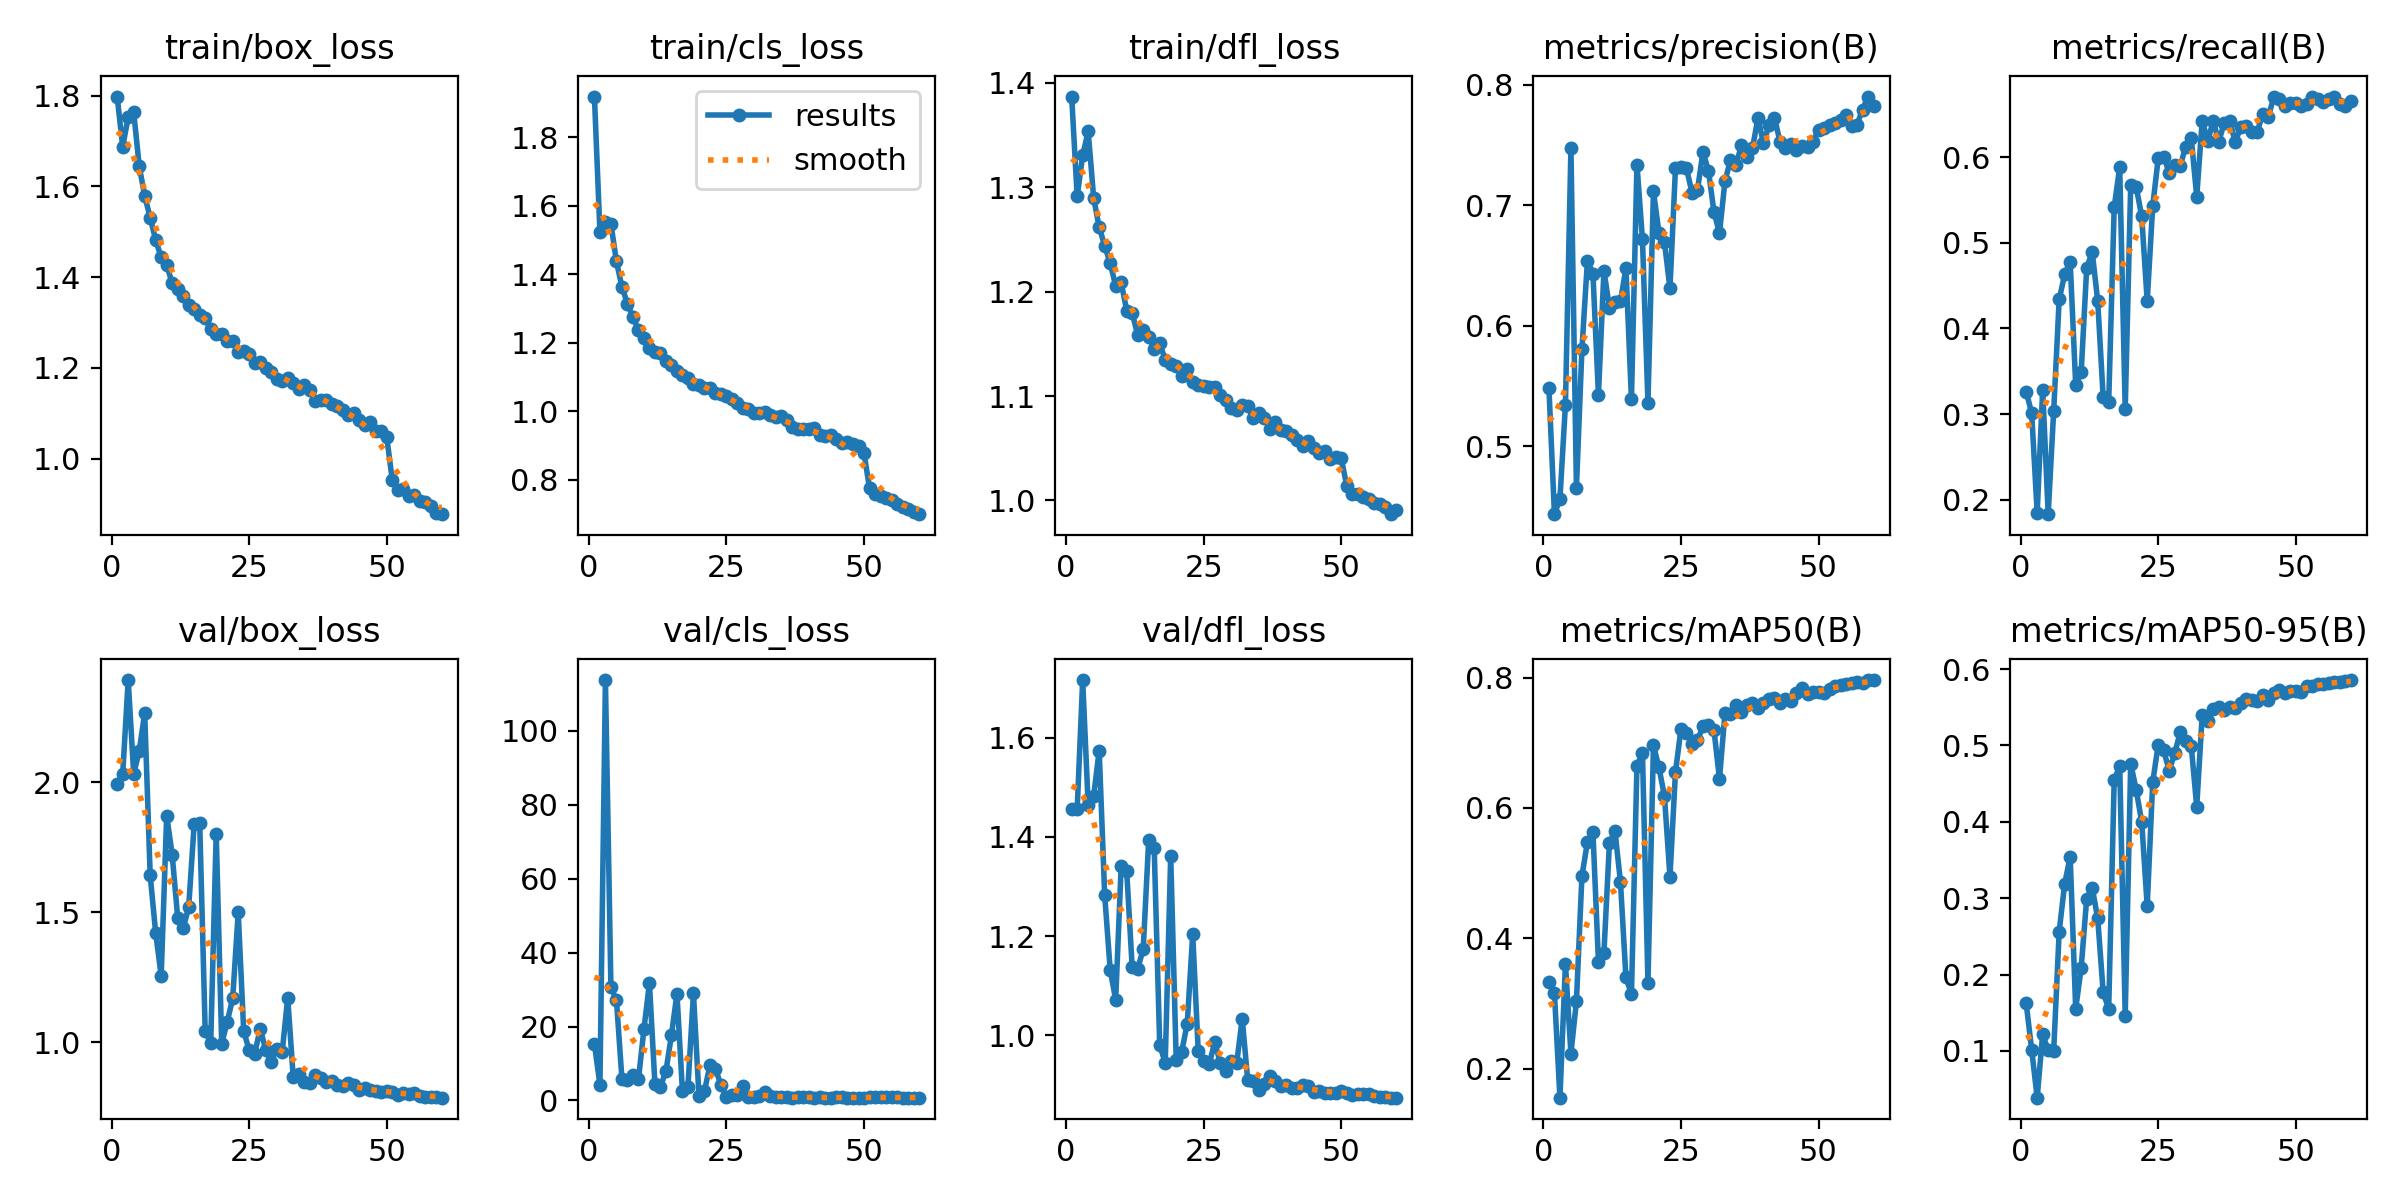 train/box_loss
train/cls_loss
train/dfl_loss
metrics/precision(B)
metrics/recall(B)
1.8
1.6
1.4
1.2
1.0
0 25 50
results
smooth
1.8
1.6
1.4
1.2
1.0
0.8
0 25 50
1.4
1.3
1.2
1.1
1.0
0 25 50
0.8
0.7
0.6
0.5
0 25 50
0.6
0.5
0.4
0.3
0.2
0 25 50
val/box_loss
val/cls_loss
val/dfl_loss
metrics/mAP50(B)
metrics/mAP50-95(B)
2.0
1.5
1.0
0 25 50
100
80
60
40
20
0
0 25 50
1.6
1.4
1.2
1.0
0 25 50
0.8
0.6
0.4
0.2
0 25 50
0.6
0.5
0.4
0.3
0.2
0.1
0 25 50